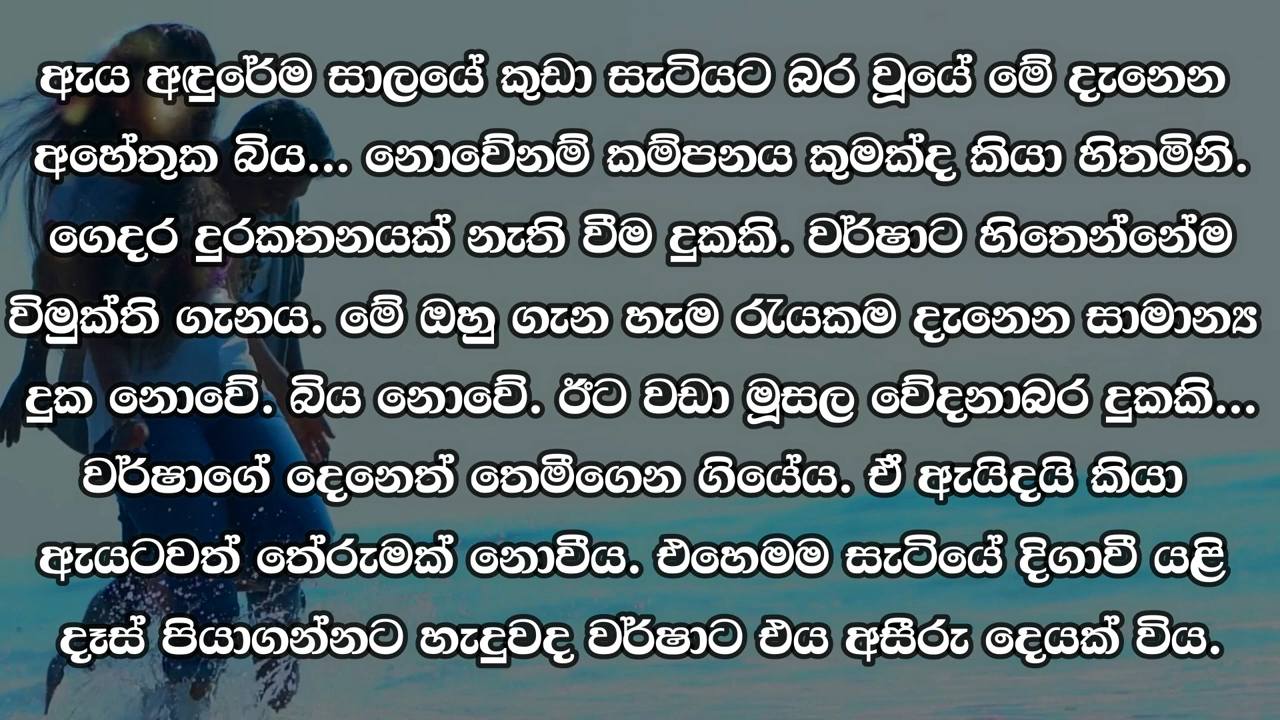 ඇය අඳුරේම සාලයේ කුඩා සැටියට බර වූයේ මේ දැනෙන
අහේතුක බිය... නොවේනම් කම්පනය කුමක්ද කියා හිතමිනි.
ගෙදර දුරකතනයක් නැති වීම දුකකි. වර්ෂාට හිතෙන්නේම
විමුක්ති ගැනය. මේ ඔහු ගැන හැම රැයකම දැනෙන සාමාන්‍ය
දුක නොවේ. බිය නොවේ. ඊට වඩා මූසල වේදනාබර දුකකි...
වර්ෂාගේ දෙනෙත් තෙමීගෙන ගියේය. ඒ ඇයිදැයි කියා
ඇයටවත් තේරුමක් නොවීය. එහෙමම සැටියේ දිගාවී යළි
දෑස් පියාගන්නට හැදුවද වර්ෂාට එය අසීරු දෙයක් විය.